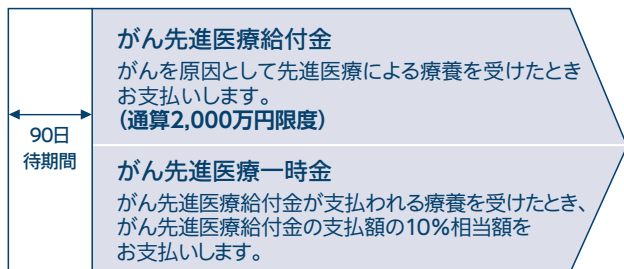 90日
待期間
がん先進医療給付金
がんを原因として先進医療による療養を受けたとき
お支払いします。
(通算2,000万円限度)
がん先進医療一時金
がん先進医療給付金が支払われる療養を受けたとき、
がん先進医療給付金の支払額の10%相当額を
お支払いします。